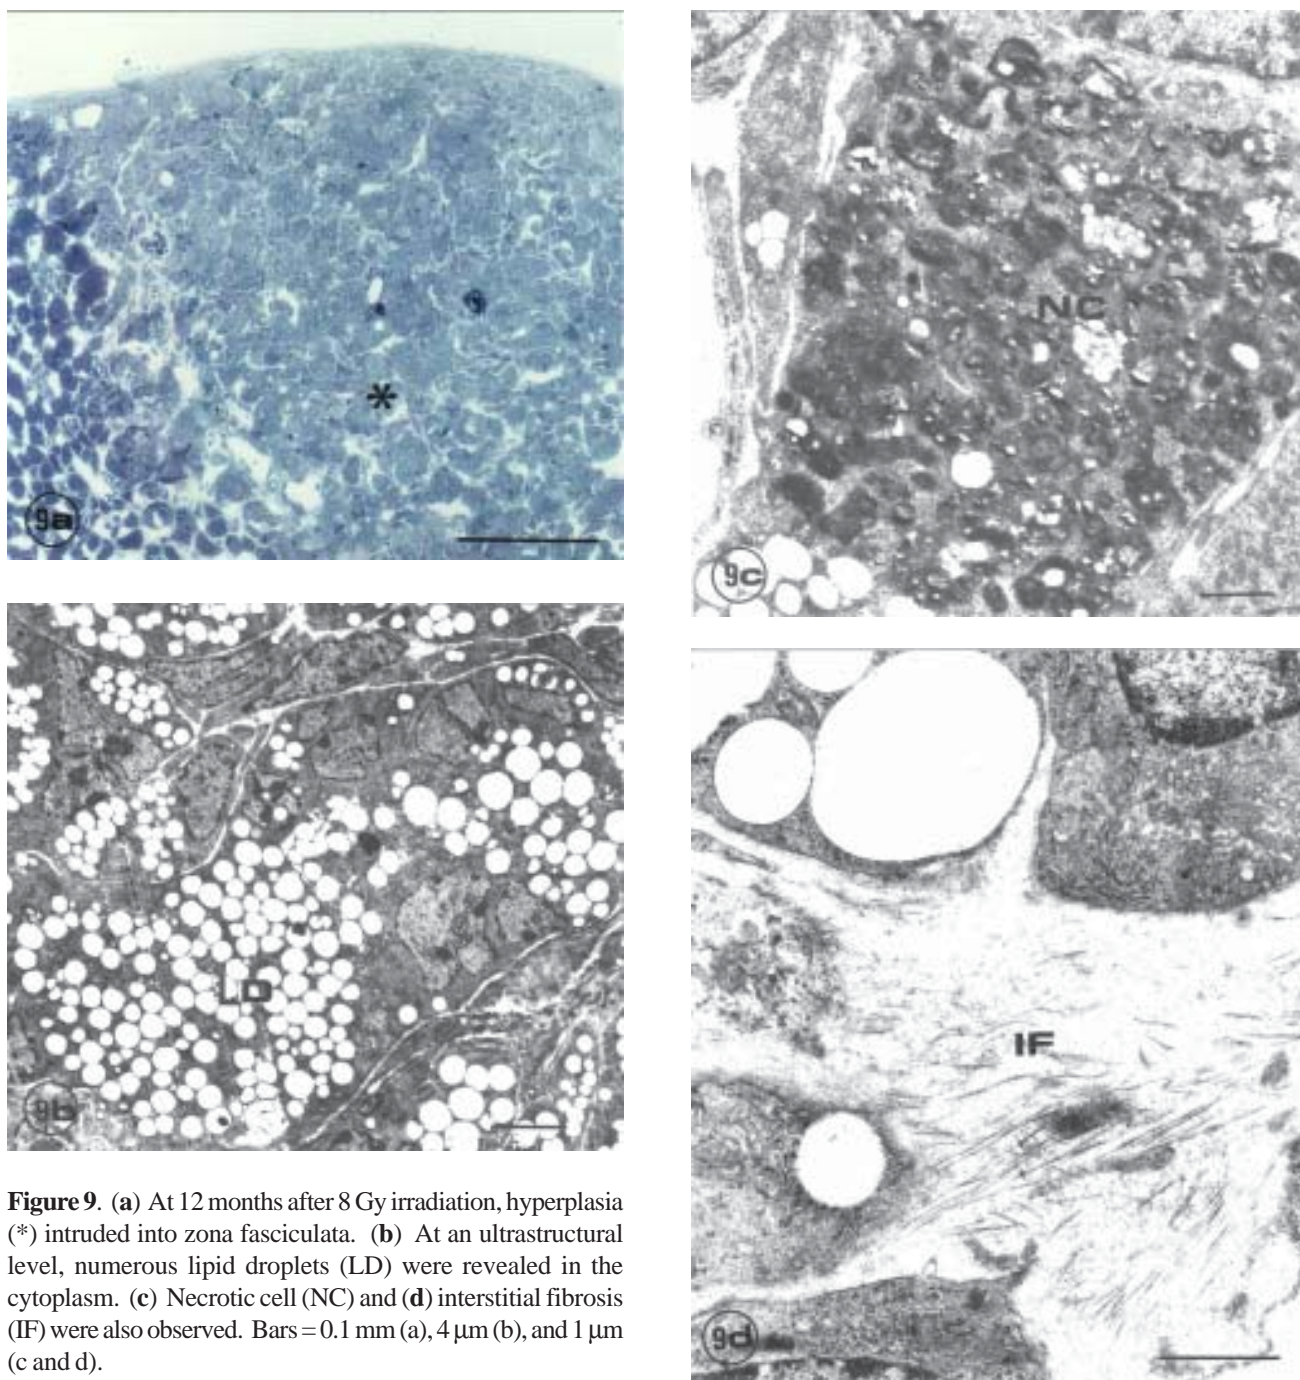 *
9a
NC
9c
LD
9b
IF
9d
Figure 9. (a) At 12 months after 8 Gy irradiation, hyperplasia
(*) intruded into zona fasciculata. (b) At an ultrastructural
level, numerous lipid droplets (LD) were revealed in the
cytoplasm. (c) Necrotic cell (NC) and (d) interstitial fibrosis
(IF) were also observed. Bars = 0.1 mm (a), 4 μm (b), and 1 μm
(c and d).